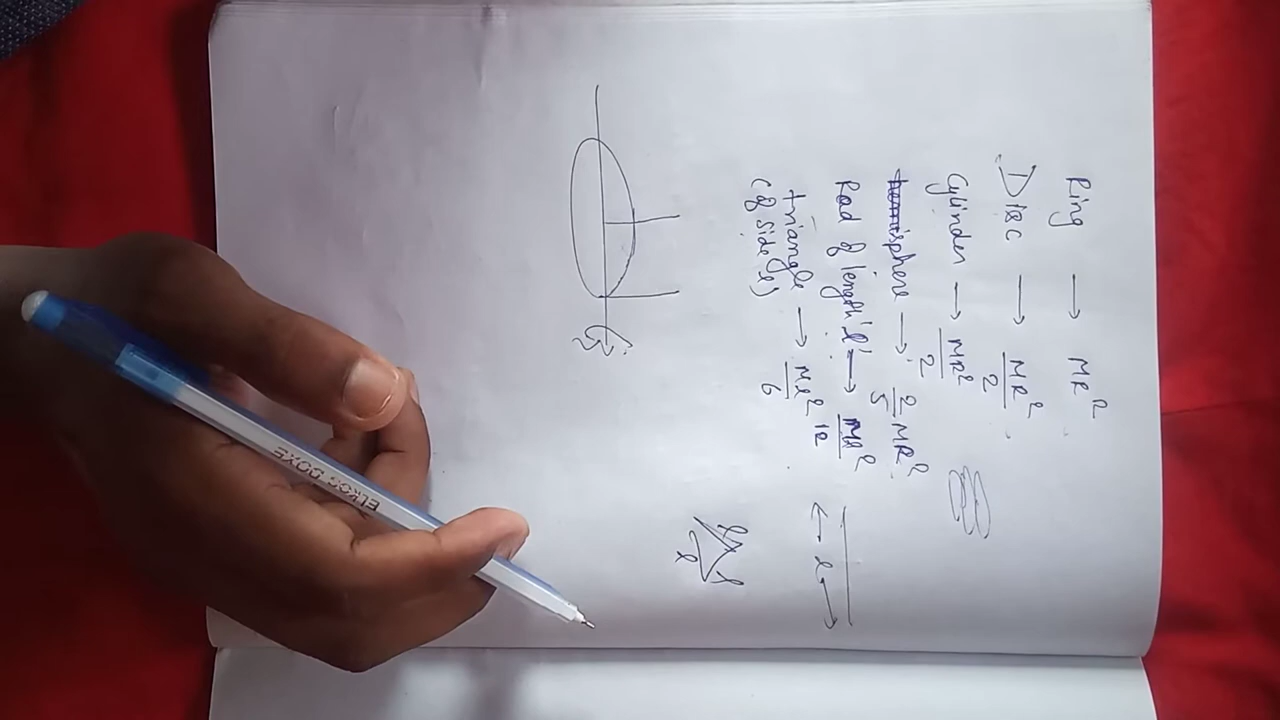 Ring → MR²
Disc → MR²/2
Cylinder → MR²/2
sphere → 2/5 MR²
Rod of length 'l' → Ml²/12
← l →
triangle → Ml²/6
(of side l)
l l
l
ELKOS DOXE